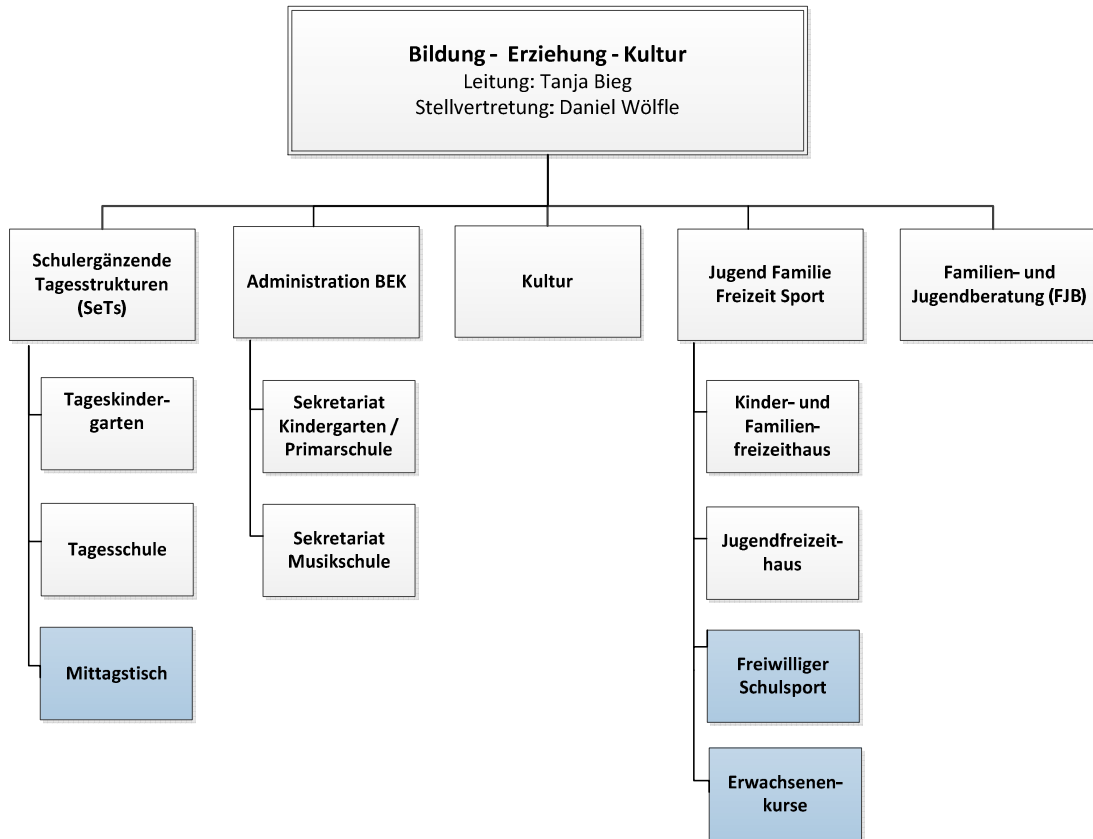 Bildung - Erziehung - Kultur
Leitung: Tanja Bieg
Stellvertretung: Daniel Wölfle
Schulergänzende
Tagesstrukturen
(SeTs)
Administration BEK
Kultur
Jugend Familie
Freizeit Sport
Familien- und
Jugendberatung (FJB)
Tageskinder-
garten
Sekretariat
Kindergarten /
Primarschule
Kinder- und
Familien-
freizeithaus
Tagesschule
Sekretariat
Musikschule
Jugendfreizeit-
haus
Mittagstisch
Freiwilliger
Schulsport
Erwachsenen-
kurse